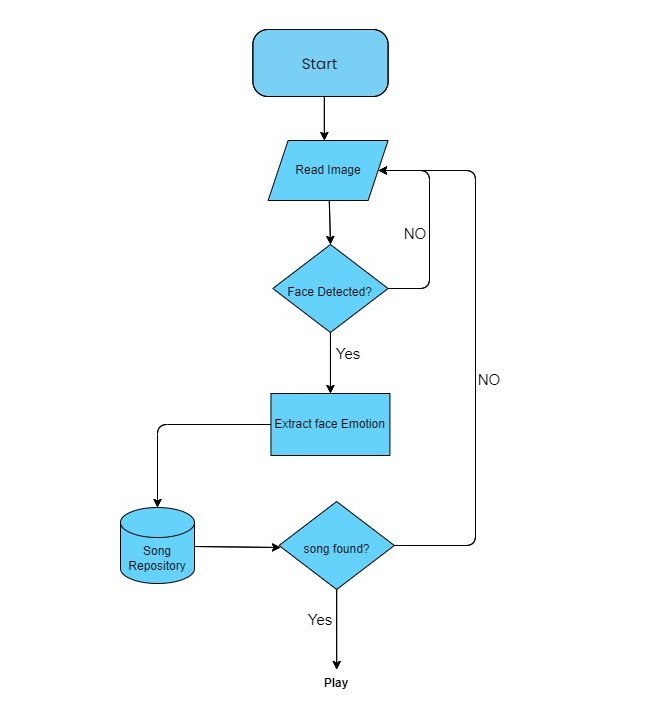 Start
Read Image
NO
Face Detected?
Yes
NO
Extract face Emotion
Song
Repository
song found?
Yes
Play